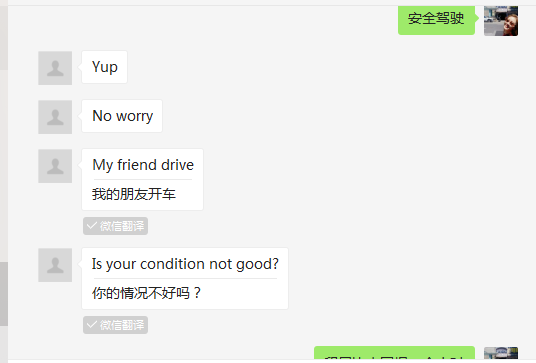 安全驾驶
Yup
No worry
My friend drive
我的朋友开车
微信翻译
Is your condition not good?
你的情况不好吗？
微信翻译